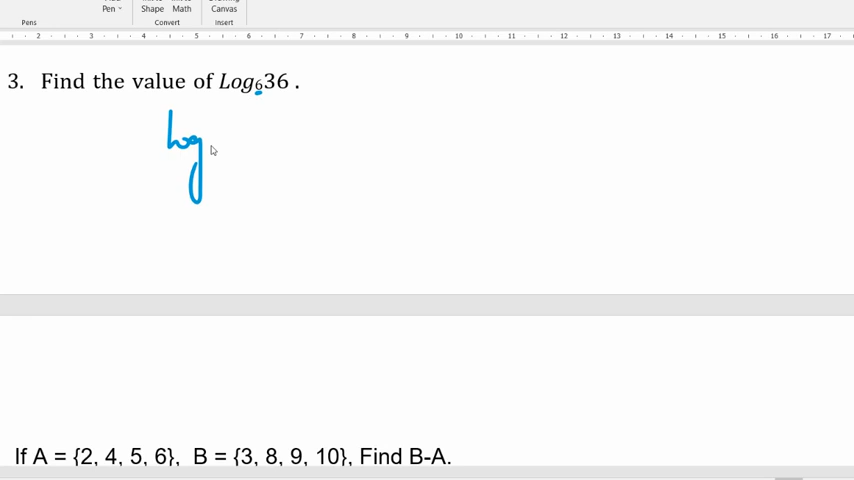 Pen
Shape
Math
Canvas
Pens
Convert
Insert
2 3 4 5 6 7 8 9 10 11 12 13 14 15 16 17
3. Find the value of Log₆36 .
Log
If A = {2, 4, 5, 6}, B = {3, 8, 9, 10}, Find B-A.